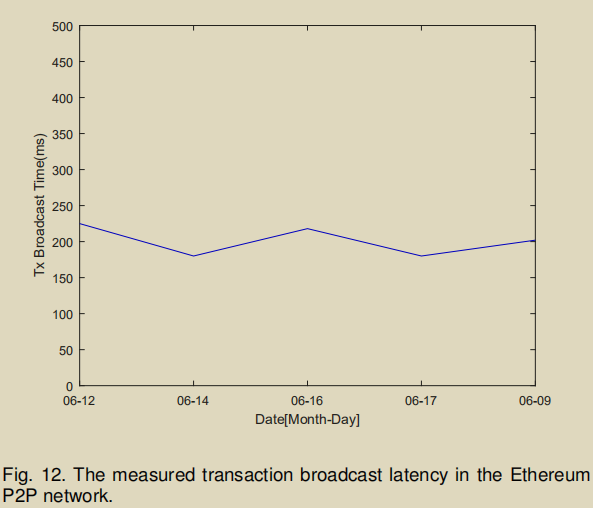 500
450
400
350
300
250
200
150
100
50
0
Tx Broadcast Time(ms)
06-12 06-14 06-16 06-17 06-09
Date[Month-Day]
Fig. 12. The measured transaction broadcast latency in the Ethereum
P2P network.